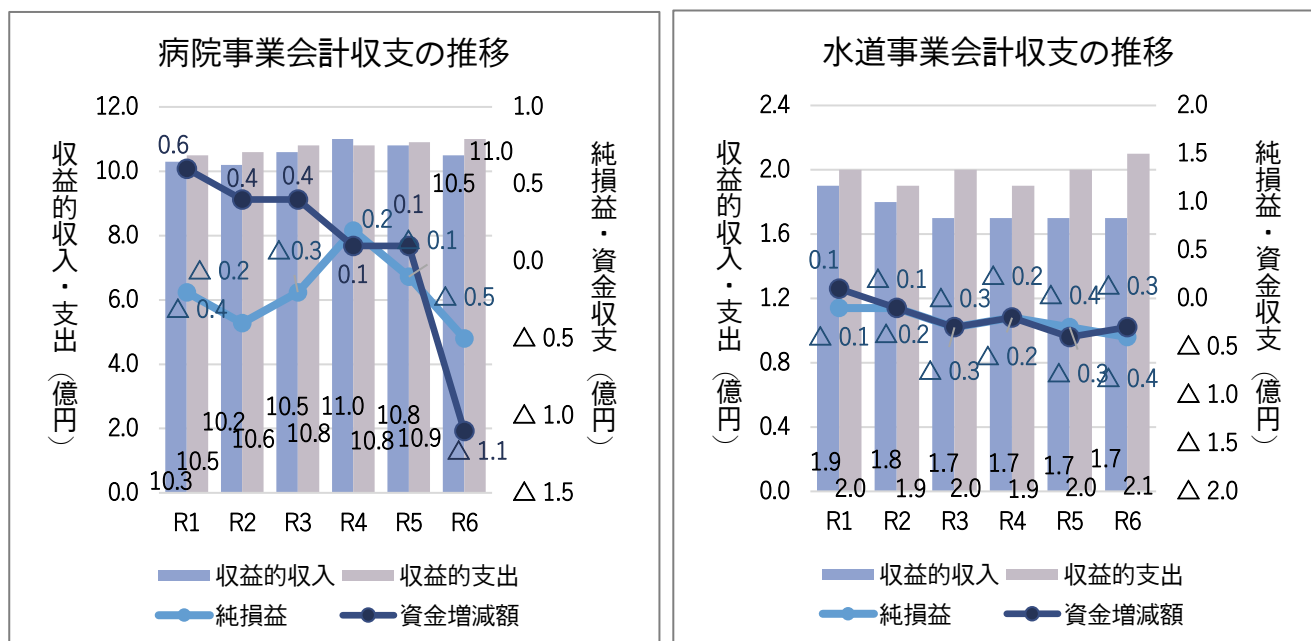 病院事業会計収支の推移
収益的収入・支出（億円）
純損益・資金収支（億円）
12.0
10.0
8.0
6.0
4.0
2.0
0.0
1.0
0.5
0.0
△ 0.5
△ 1.0
△ 1.5
0.6
0.4
0.4
0.1
0.1
△ 1.1
△ 0.2
△ 0.4
△ 0.3
0.2
△ 0.1
△ 0.5
10.3
10.5
10.2
10.6
10.5
10.8
11.0
10.8
10.8
10.9
10.5
11.0
R1
R2
R3
R4
R5
R6
収益的収入
収益的支出
純損益
資金増減額
水道事業会計収支の推移
収益的収入・支出（億円）
純損益・資金収支（億円）
2.4
2.0
1.6
1.2
0.8
0.4
0.0
2.0
1.5
1.0
0.5
0.0
△ 0.5
△ 1.0
△ 1.5
△ 2.0
0.1
△ 0.1
△ 0.3
△ 0.2
△ 0.4
△ 0.3
△ 0.1
△ 0.2
△ 0.3
△ 0.2
△ 0.3
△ 0.4
1.9
2.0
1.8
1.9
1.7
2.0
1.7
1.9
1.7
2.0
1.7
2.1
R1
R2
R3
R4
R5
R6
収益的収入
収益的支出
純損益
資金増減額